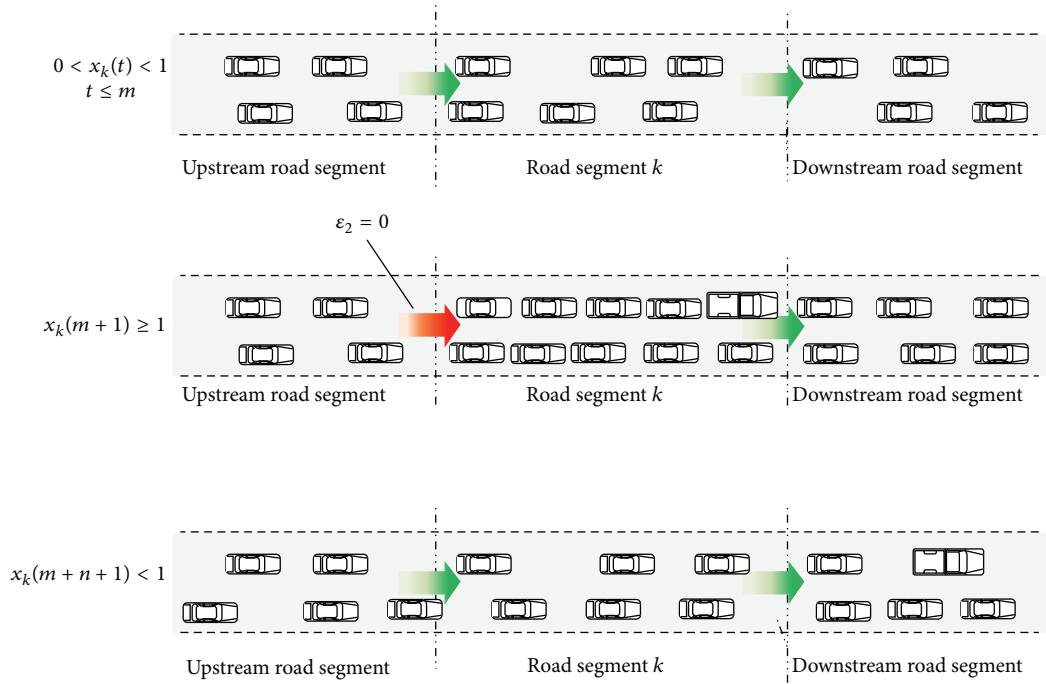 0 < x_k(t) < 1
t ≤ m
Upstream road segment
Road segment k
Downstream road segment
ε_2 = 0
x_k(m + 1) ≥ 1
Upstream road segment
Road segment k
Downstream road segment
x_k(m + n + 1) < 1
Upstream road segment
Road segment k
Downstream road segment